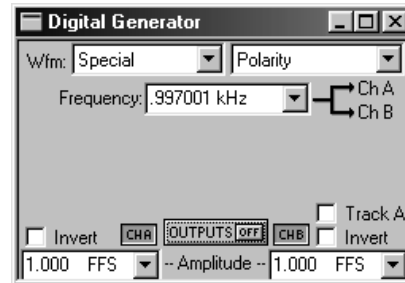 Digital Generator
Wfm: Special Polarity
Frequency: .997001 kHz
Ch A
Ch B
Track A
Invert CHA OUTPUTS OFF CHB Invert
1.000 FFS -- Amplitude -- 1.000 FFS